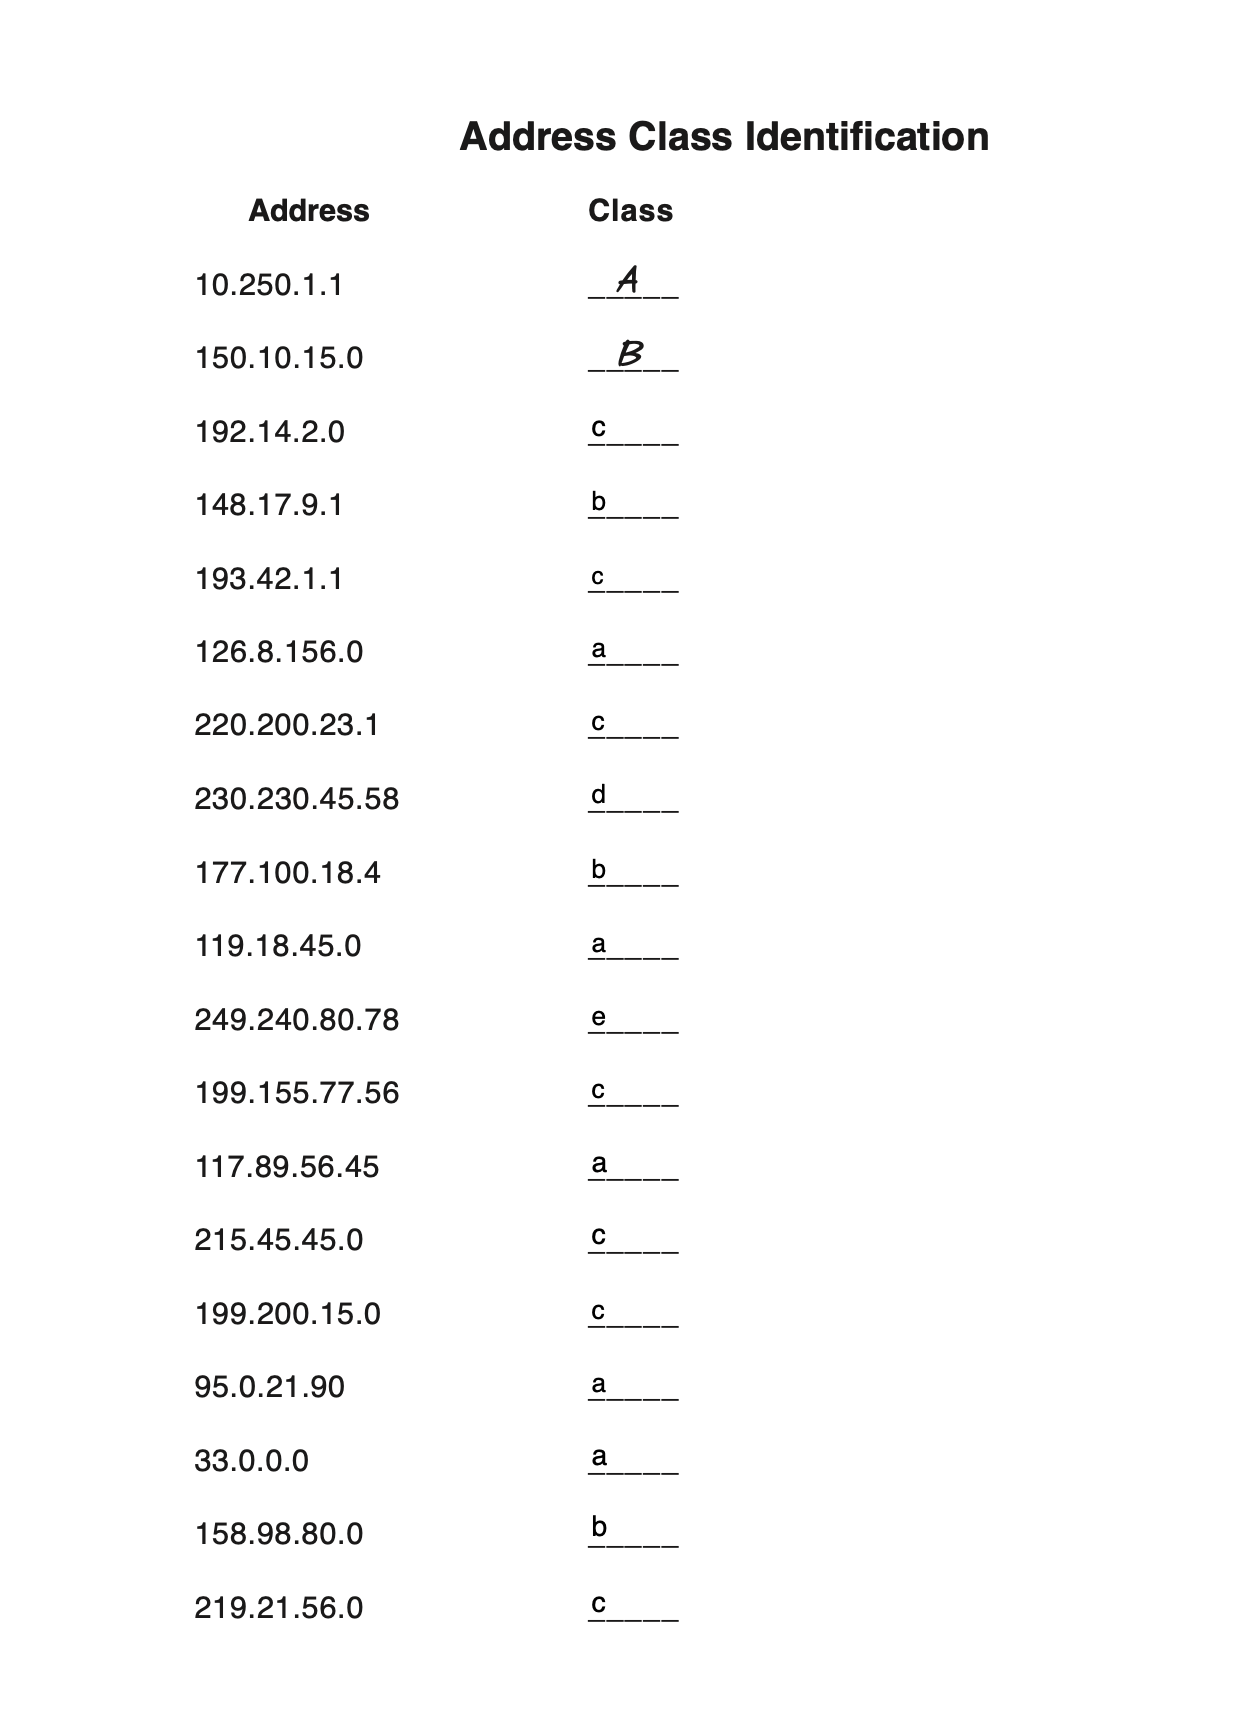 Address Class Identification
Address Class
10.250.1.1 A
150.10.15.0 B
192.14.2.0 c
148.17.9.1 b
193.42.1.1 c
126.8.156.0 a
220.200.23.1 c
230.230.45.58 d
177.100.18.4 b
119.18.45.0 a
249.240.80.78 e
199.155.77.56 c
117.89.56.45 a
215.45.45.0 c
199.200.15.0 c
95.0.21.90 a
33.0.0.0 a
158.98.80.0 b
219.21.56.0 c